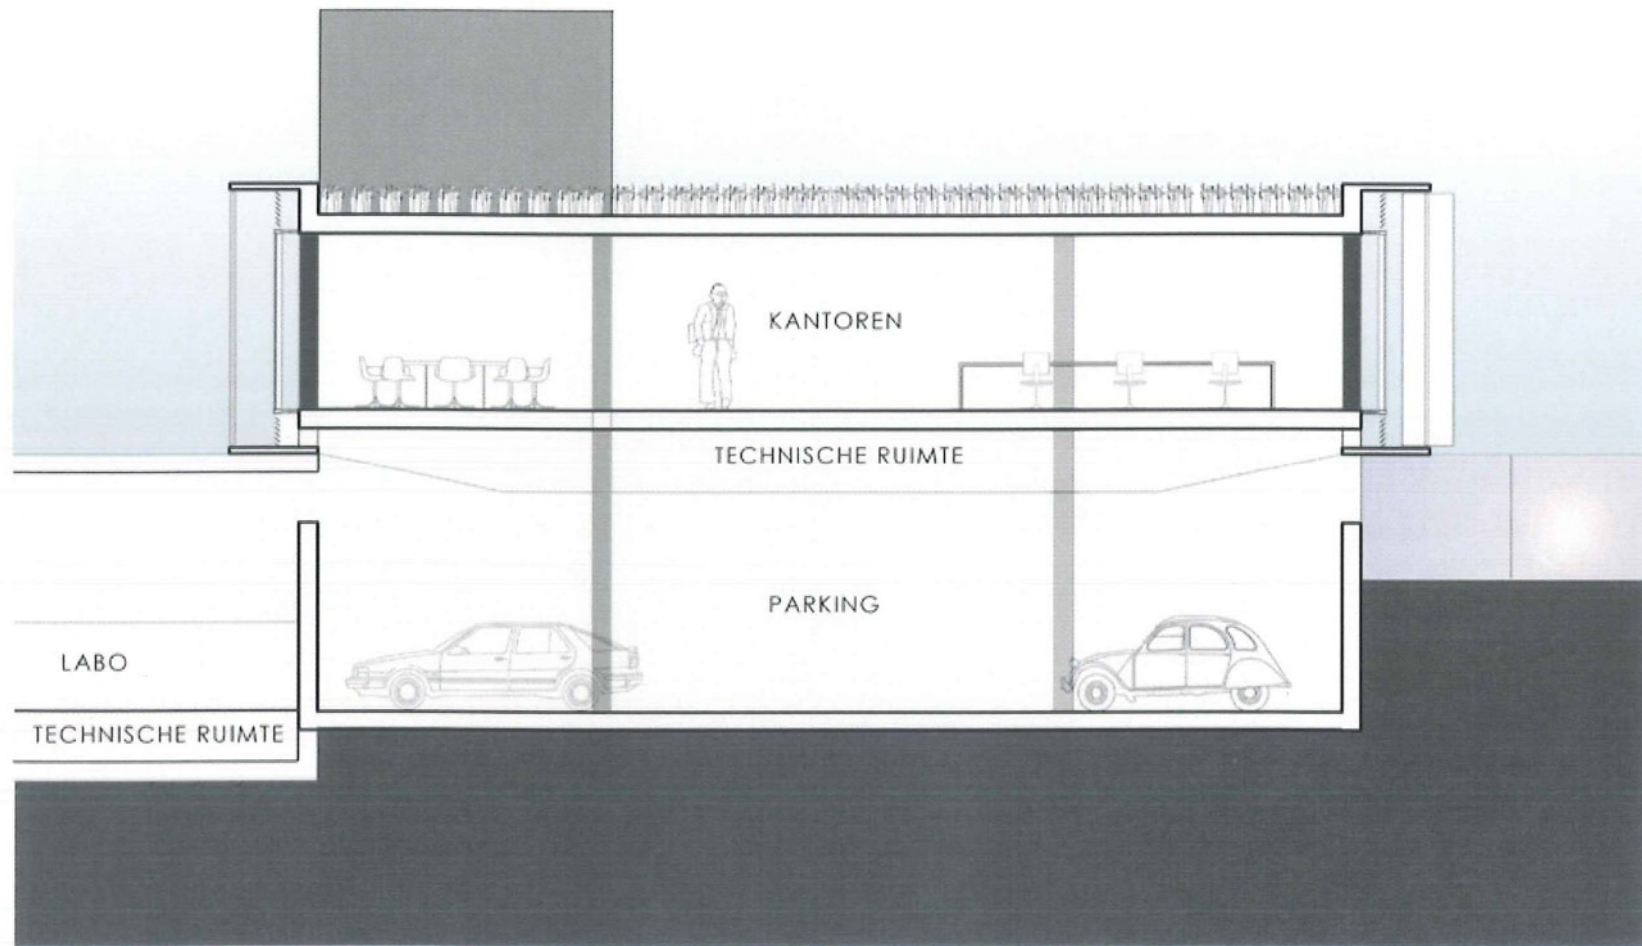 KANTOREN
TECHNISCHE RUIMTE
PARKING
LABO
TECHNISCHE RUIMTE